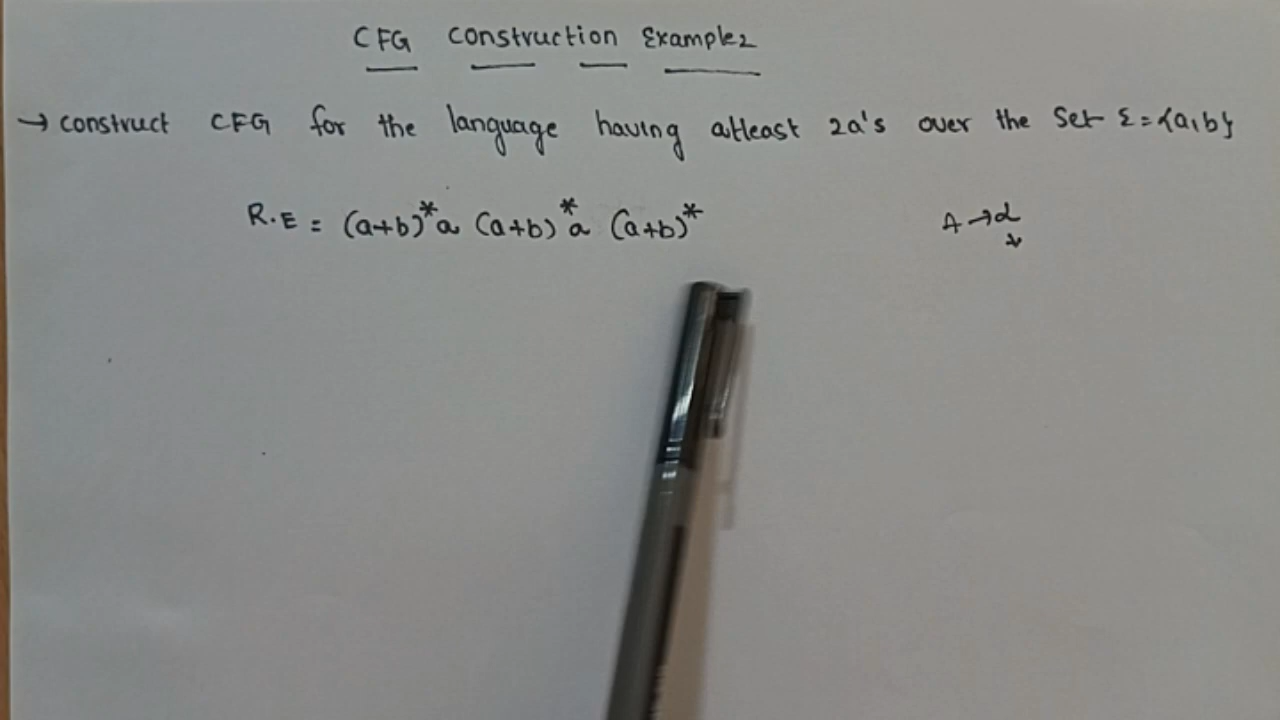 CFG construction Example2
→ construct CFG for the language having atleast 2a's over the Set Σ={a,b}
R.E = (a+b)*a (a+b)*a (a+b)*
A→α